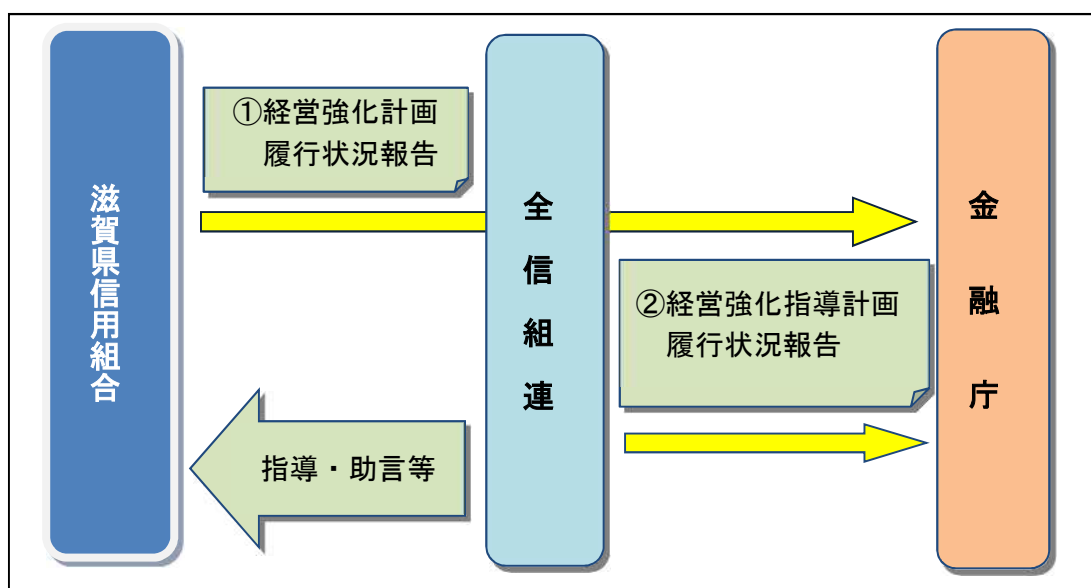 滋賀県信用組合
①経営強化計画
履行状況報告
全信組連
②経営強化指導計画
履行状況報告
指導・助言等
金融庁